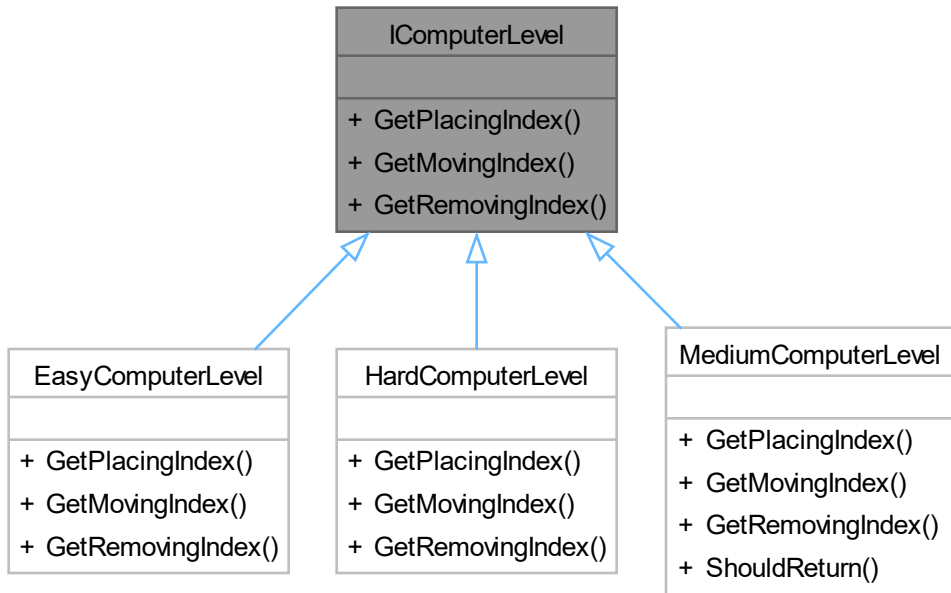 IComputerLevel
+ GetPlacingIndex()
+ GetMovingIndex()
+ GetRemovingIndex()
EasyComputerLevel
+ GetPlacingIndex()
+ GetMovingIndex()
+ GetRemovingIndex()
HardComputerLevel
+ GetPlacingIndex()
+ GetMovingIndex()
+ GetRemovingIndex()
MediumComputerLevel
+ GetPlacingIndex()
+ GetMovingIndex()
+ GetRemovingIndex()
+ ShouldReturn()